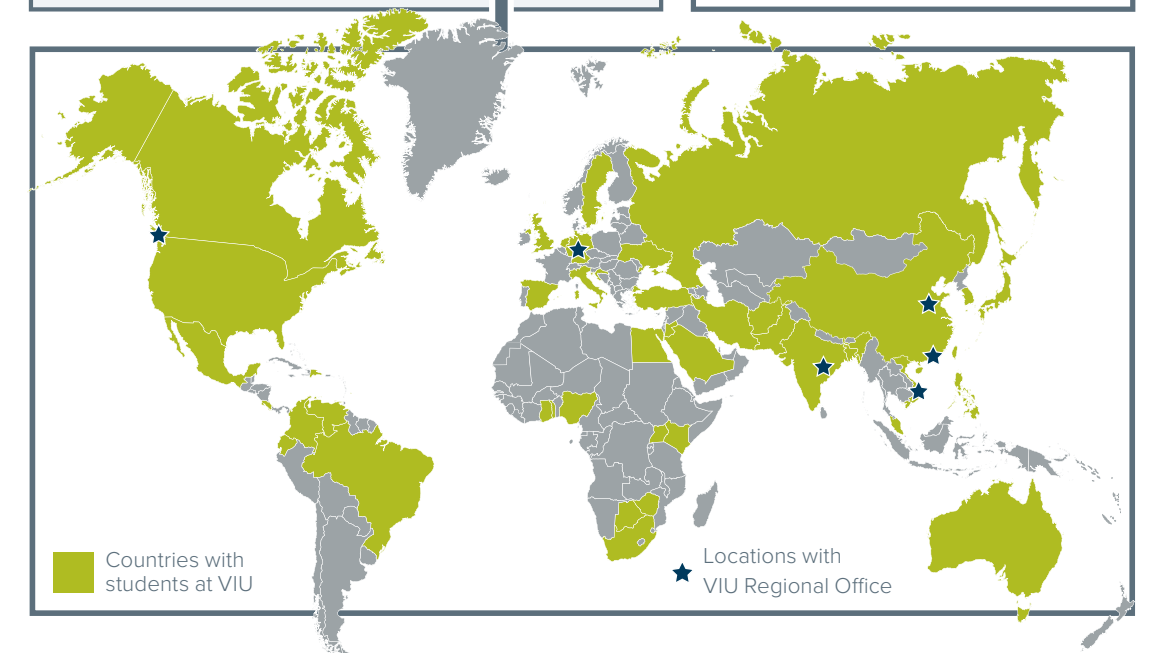 Countries with
students at VIU
Locations with
VIU Regional Office